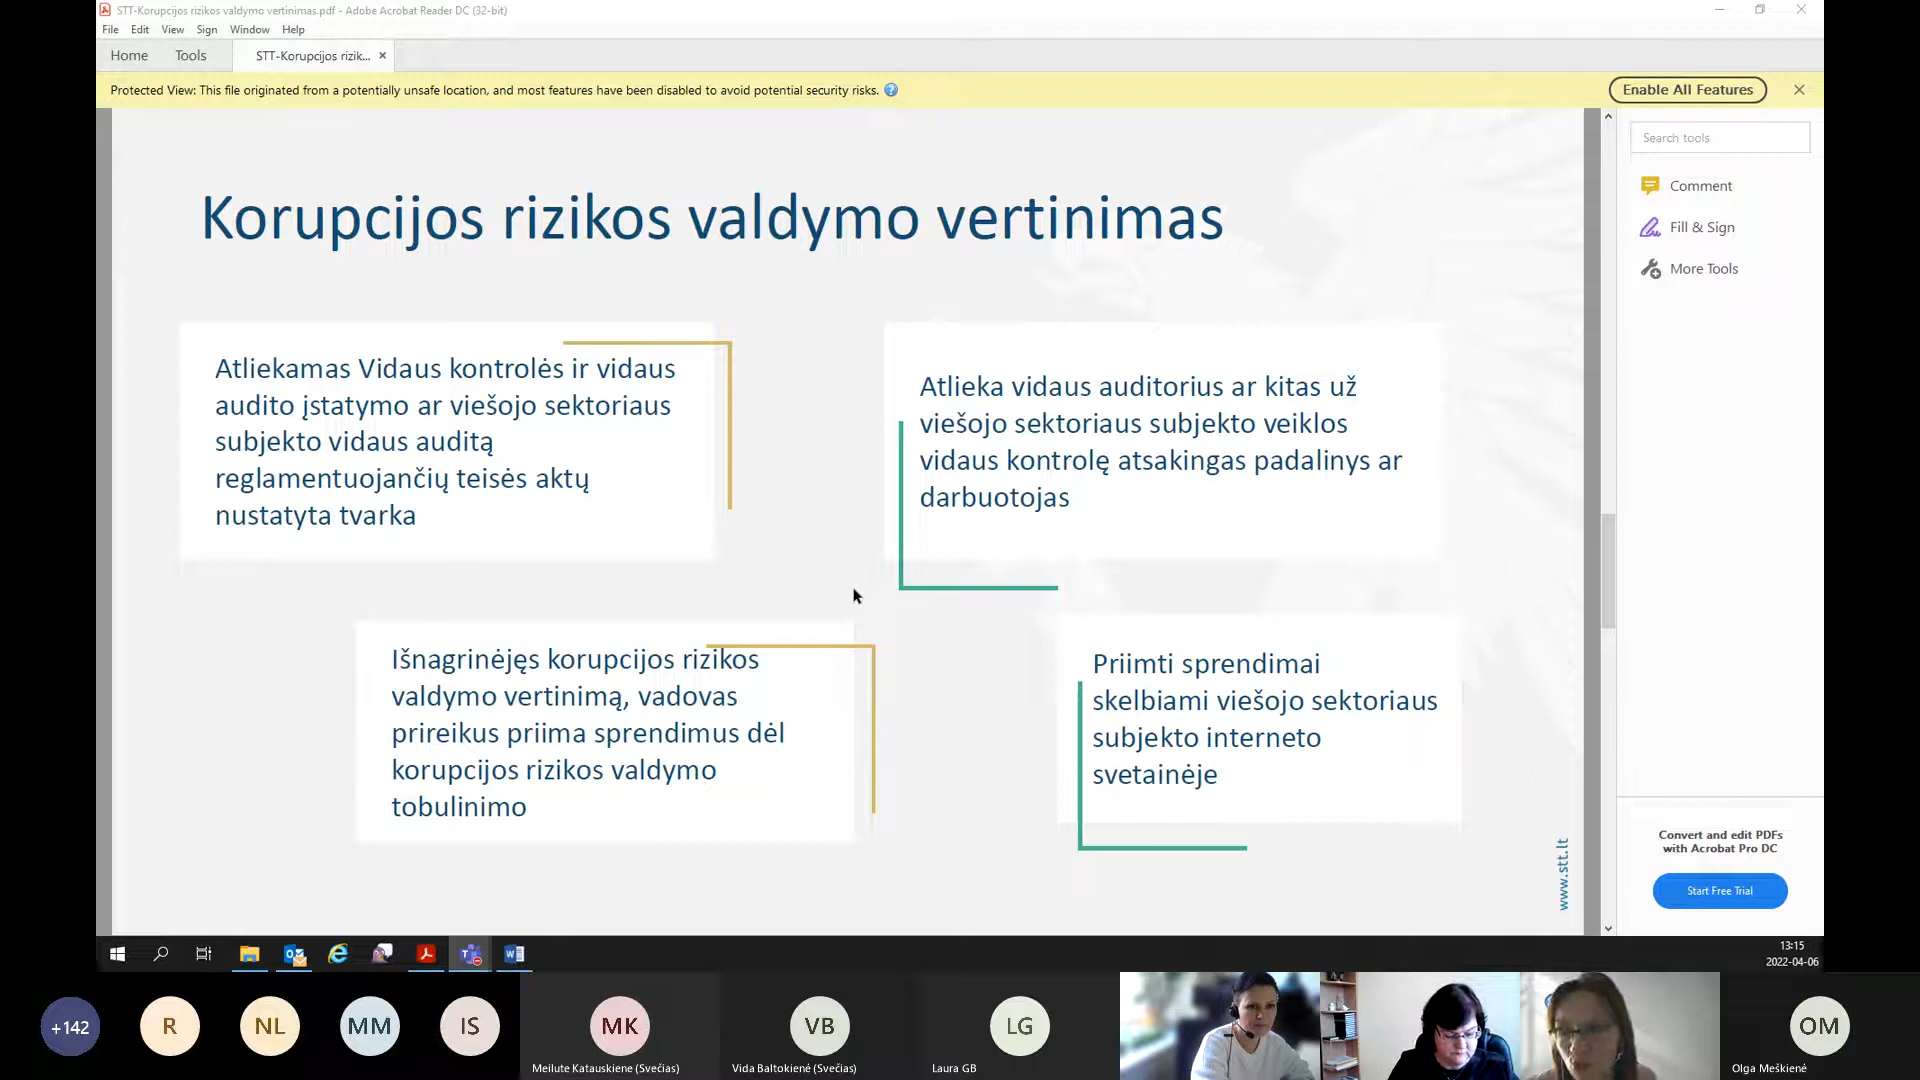 STT-Korupcijos rizikos valdymo vertinimas.pdf - Adobe Acrobat Reader DC (32-bit)
File Edit View Sign Window Help
Home Tools STT-Korupcijos rizik...
Protected View: This file originated from a potentially unsafe location, and most features have been disabled to avoid potential security risks.
Enable All Features
Search tools
Comment
Fill & Sign
More Tools
Korupcijos rizikos valdymo vertinimas
Atliekamas Vidaus kontrolės ir vidaus
audito įstatymo ar viešojo sektoriaus
subjekto vidaus auditą
reglamentuojančių teisės aktų
nustatyta tvarka
Atlieka vidaus auditorius ar kitas už
viešojo sektoriaus subjekto veiklos
vidaus kontrolę atsakingas padalinys ar
darbuotojas
Išnagrinėjęs korupcijos rizikos
valdymo vertinimą, vadovas
prireikus priima sprendimus dėl
korupcijos rizikos valdymo
tobulinimo
Priimti sprendimai
skelbiami viešojo sektoriaus
subjekto interneto
svetainėje
www.stt.lt
Convert and edit PDFs
with Acrobat Pro DC
Start Free Trial
13:15
2022-04-06
+142
R
NL
MM
IS
MK
VB
LG
OM
Meilute Katauskiene (Svečias)
Vida Baltokienė (Svečias)
Laura GB
Olga Meškienė